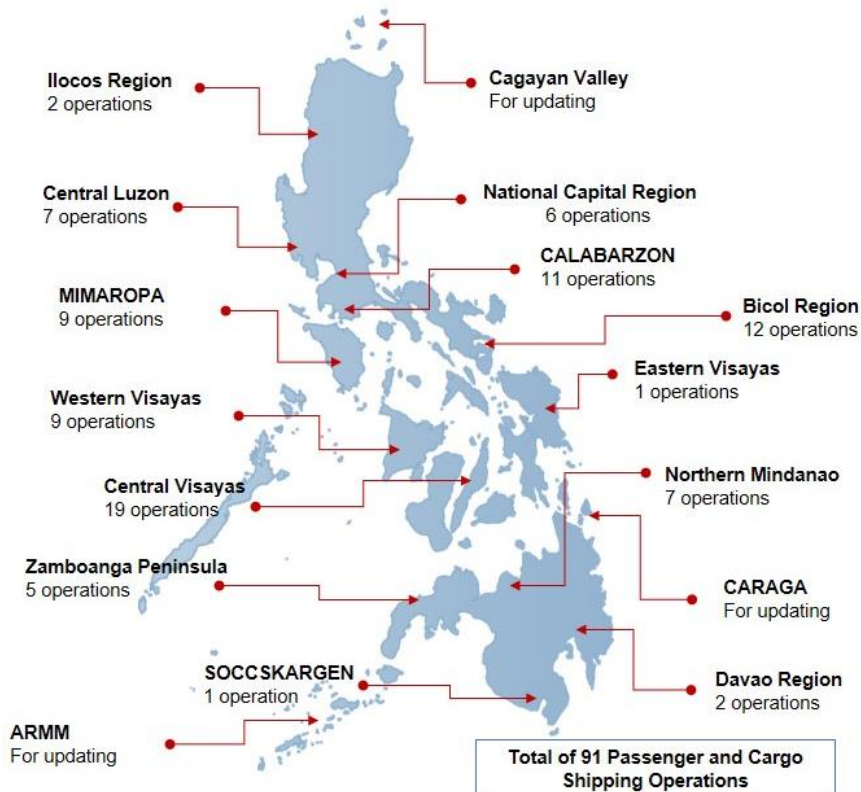 Ilocos Region
2 operations
Cagayan Valley
For updating
Central Luzon
7 operations
National Capital Region
6 operations
CALABARZON
11 operations
MIMAROPA
9 operations
Bicol Region
12 operations
Eastern Visayas
1 operations
Western Visayas
9 operations
Northern Mindanao
7 operations
Central Visayas
19 operations
Zamboanga Peninsula
5 operations
CARAGA
For updating
SOCCSKARGEN
1 operation
Davao Region
2 operations
ARMM
For updating
Total of 91 Passenger and Cargo
Shipping Operations